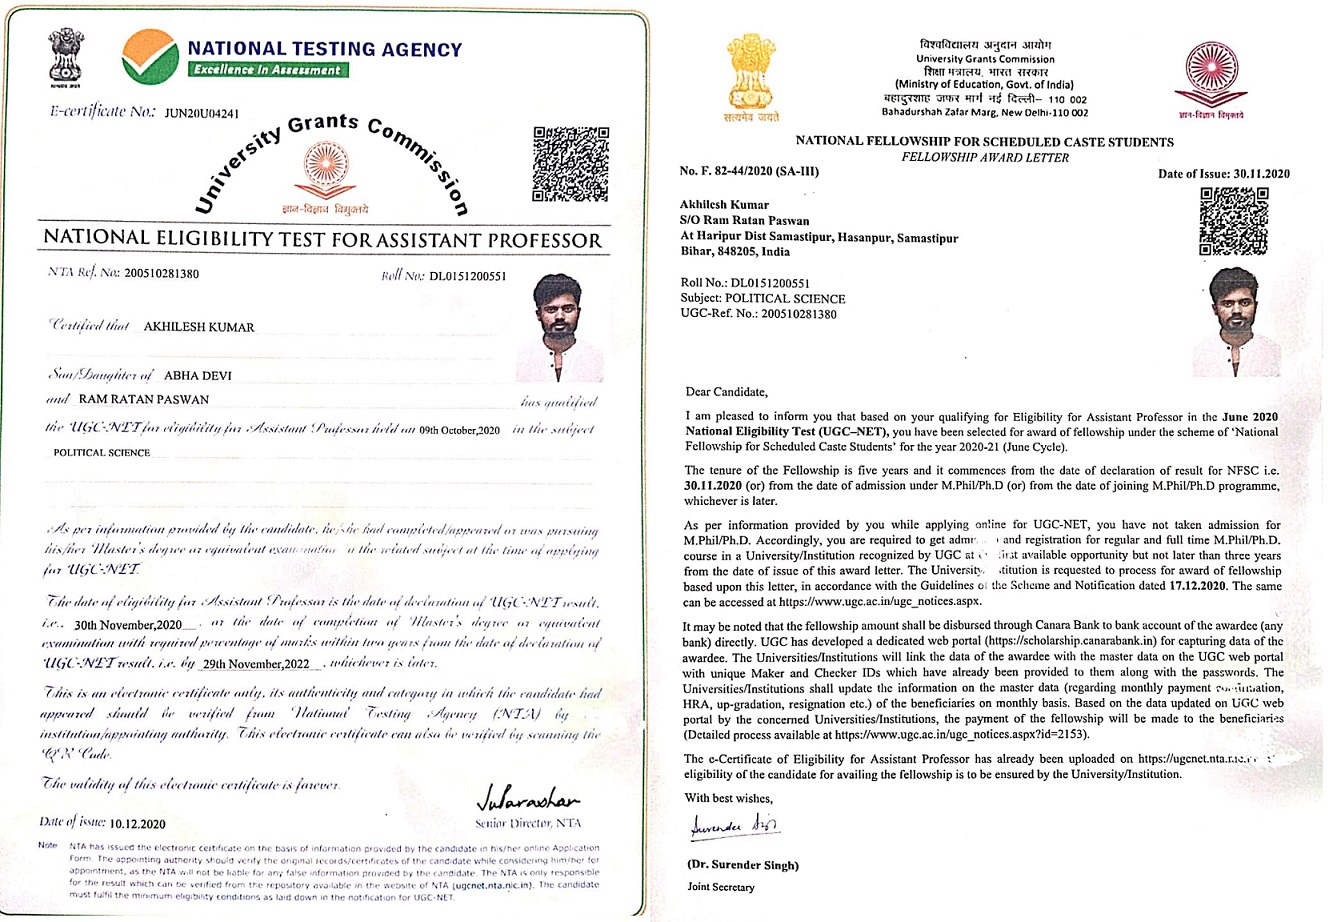 सत्यमेव जयते
NATIONAL TESTING AGENCY
Excellence in Assessment
E-certificate No.: JUN20U04241
University Grants Commission
ज्ञान-विज्ञान विमुक्तये
NATIONAL ELIGIBILITY TEST FOR ASSISTANT PROFESSOR
NTA Ref. No.: 200510281380 Roll No.: DL0151200551
Certified that AKHILESH KUMAR
Son/Daughter of ABHA DEVI
and RAM RATAN PASWAN has qualified
the UGC-NET for eligibility for Assistant Professor held on 09th October,2020 in the subject
POLITICAL SCIENCE
As per information provided by the candidate, he/she had completed/appeared or was pursuing
his/her Master's degree or equivalent examination in the related subject at the time of applying
for UGC-NET.
The date of eligibility for Assistant Professor is the date of declaration of UGC-NET result,
i.e., 30th November,2020 , or the date of completion of Master's degree or equivalent
examination with required percentage of marks within two years from the date of declaration of
UGC-NET result, i.e. by 29th November,2022 , whichever is later.
This is an electronic certificate only, its authenticity and category in which the candidate had
appeared should be verified from National Testing Agency (NTA) by
institution/appointing authority. This electronic certificate can also be verified by scanning the
QR Code.
The validity of this electronic certificate is forever.
Date of issue: 10.12.2020 Senior Director, NTA
Note NTA has issued the electronic certificate on the basis of information provided by the candidate in his/her online Application
Form. The appointing authority should verify the original records/certificates of the candidate while considering him/her for
appointment, as the NTA will not be liable for any false information provided by the candidate. The NTA is only responsible
for the result which can be verified from the repository available in the website of NTA (ugcnet.nta.nic.in). The candidate
must fulfil the minimum eligibility conditions as laid down in the notification for UGC-NET.
सत्यमेव जयते
विश्वविद्यालय अनुदान आयोग
University Grants Commission
शिक्षा मंत्रालय, भारत सरकार
(Ministry of Education, Govt. of India)
बहादुरशाह जफर मार्ग नई दिल्ली– 110 002
Bahadurshah Zafar Marg, New Delhi-110 002
ज्ञान-विज्ञान विमुक्तये
NATIONAL FELLOWSHIP FOR SCHEDULED CASTE STUDENTS
FELLOWSHIP AWARD LETTER
No. F. 82-44/2020 (SA-III) Date of Issue: 30.11.2020
Akhilesh Kumar
S/O Ram Ratan Paswan
At Haripur Dist Samastipur, Hasanpur, Samastipur
Bihar, 848205, India
Roll No.: DL0151200551
Subject: POLITICAL SCIENCE
UGC-Ref. No.: 200510281380
Dear Candidate,
I am pleased to inform you that based on your qualifying for Eligibility for Assistant Professor in the June 2020
National Eligibility Test (UGC–NET), you have been selected for award of fellowship under the scheme of 'National
Fellowship for Scheduled Caste Students' for the year 2020-21 (June Cycle).
The tenure of the Fellowship is five years and it commences from the date of declaration of result for NFSC i.e.
30.11.2020 (or) from the date of admission under M.Phil/Ph.D (or) from the date of joining M.Phil/Ph.D programme,
whichever is later.
As per information provided by you while applying online for UGC-NET, you have not taken admission for
M.Phil/Ph.D. Accordingly, you are required to get and registration for regular and full time M.Phil/Ph.D.
course in a University/Institution recognized by UGC at first available opportunity but not later than three years
from the date of issue of this award letter. The University/ is requested to process for award of fellowship
based upon this letter, in accordance with the Guidelines of the Scheme and Notification dated 17.12.2020. The same
can be accessed at https://www.ugc.ac.in/ugc_notices.aspx.
It may be noted that the fellowship amount shall be disbursed through Canara Bank to bank account of the awardee (any
bank) directly. UGC has developed a dedicated web portal (https://scholarship.canarabank.in) for capturing data of the
awardee. The Universities/Institutions will link the data of the awardee with the master data on the UGC web portal
with unique Maker and Checker IDs which have already been provided to them along with the passwords. The
Universities/Institutions shall update the information on the master data (regarding monthly payment
HRA, up-gradation, resignation etc.) of the beneficiaries on monthly basis. Based on the data updated on UGC web
portal by the concerned Universities/Institutions, the payment of the fellowship will be made to the beneficiaries
(Detailed process available at https://www.ugc.ac.in/ugc_notices.aspx?id=2153).
The e-Certificate of Eligibility for Assistant Professor has already been uploaded on
eligibility of the candidate for availing the fellowship is to be ensured by the University/Institution.
With best wishes,
(Dr. Surender Singh)
Joint Secretary